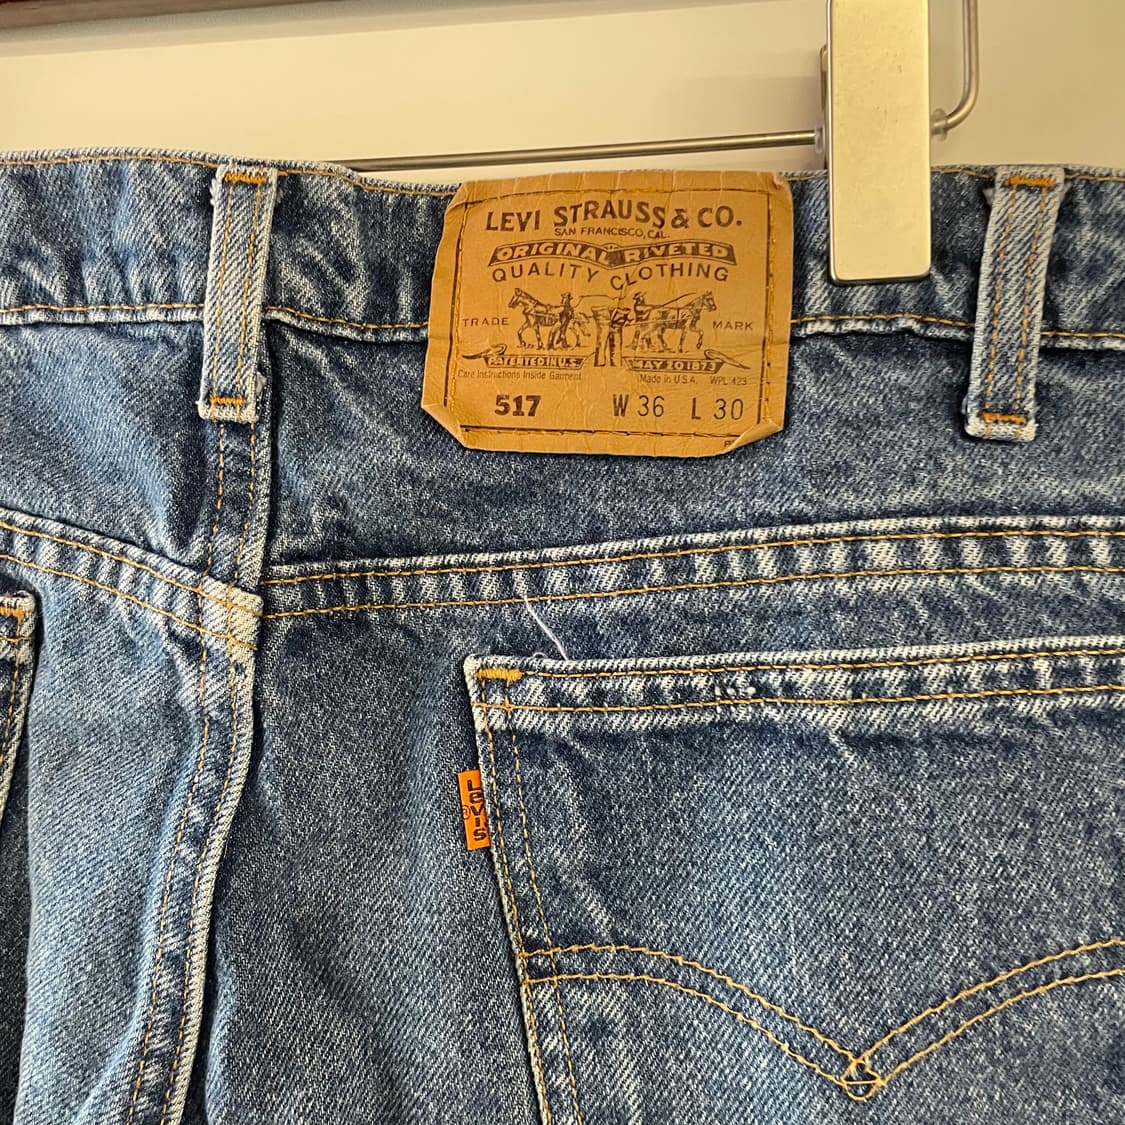 LEVI STRAUSS & CO.
SAN FRANCISCO, CAL.
ORIGINAL RIVETED
QUALITY CLOTHING
TRADE MARK
PATENTED IN U.S. MAY 20 1873
Care Instructions Inside Garment Made in U.S.A. WPL 423
517 W 36 L 30
LEVI'S
®